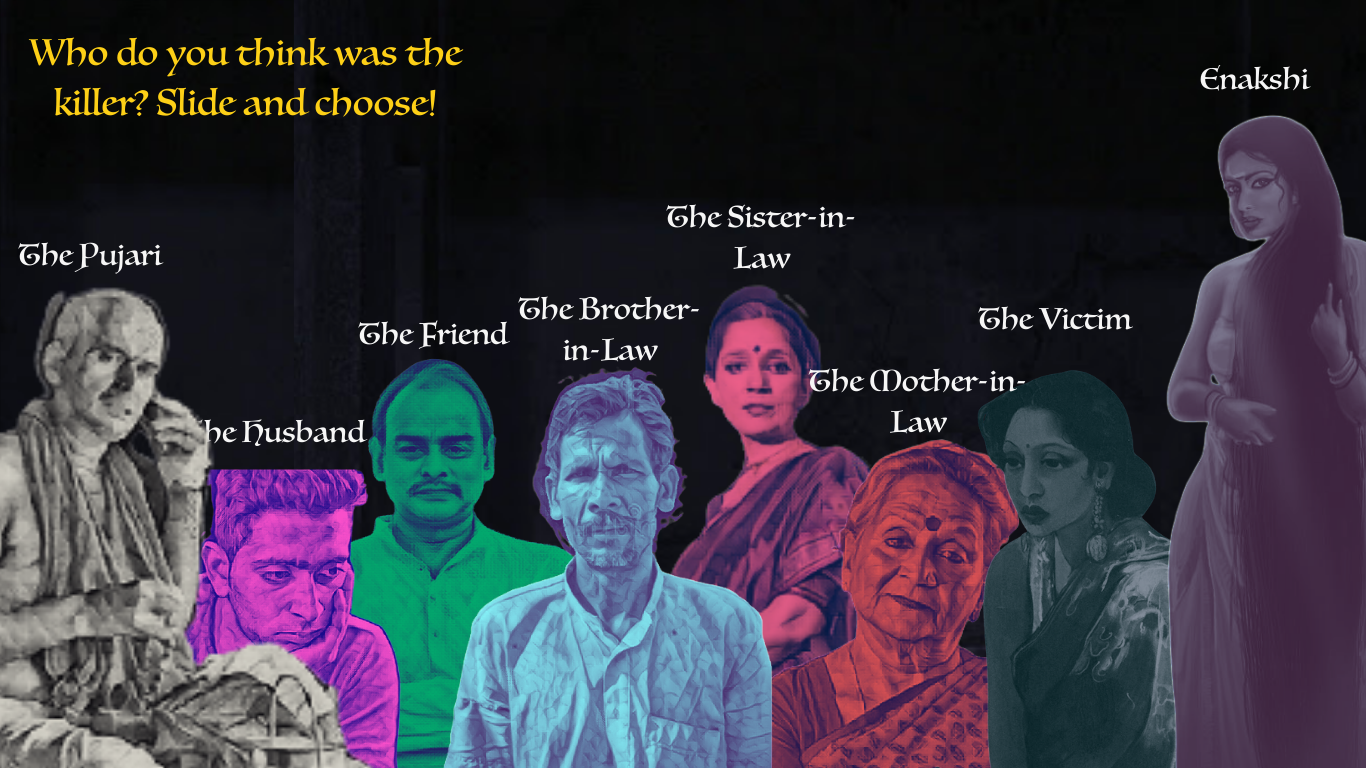 Who do you think was the
killer? Slide and choose!
Enakshi
The Sister-in-
Law
The Pujari
The Brother-
in-Law
The Friend
The Victim
The Mother-in-
Law
he Husband